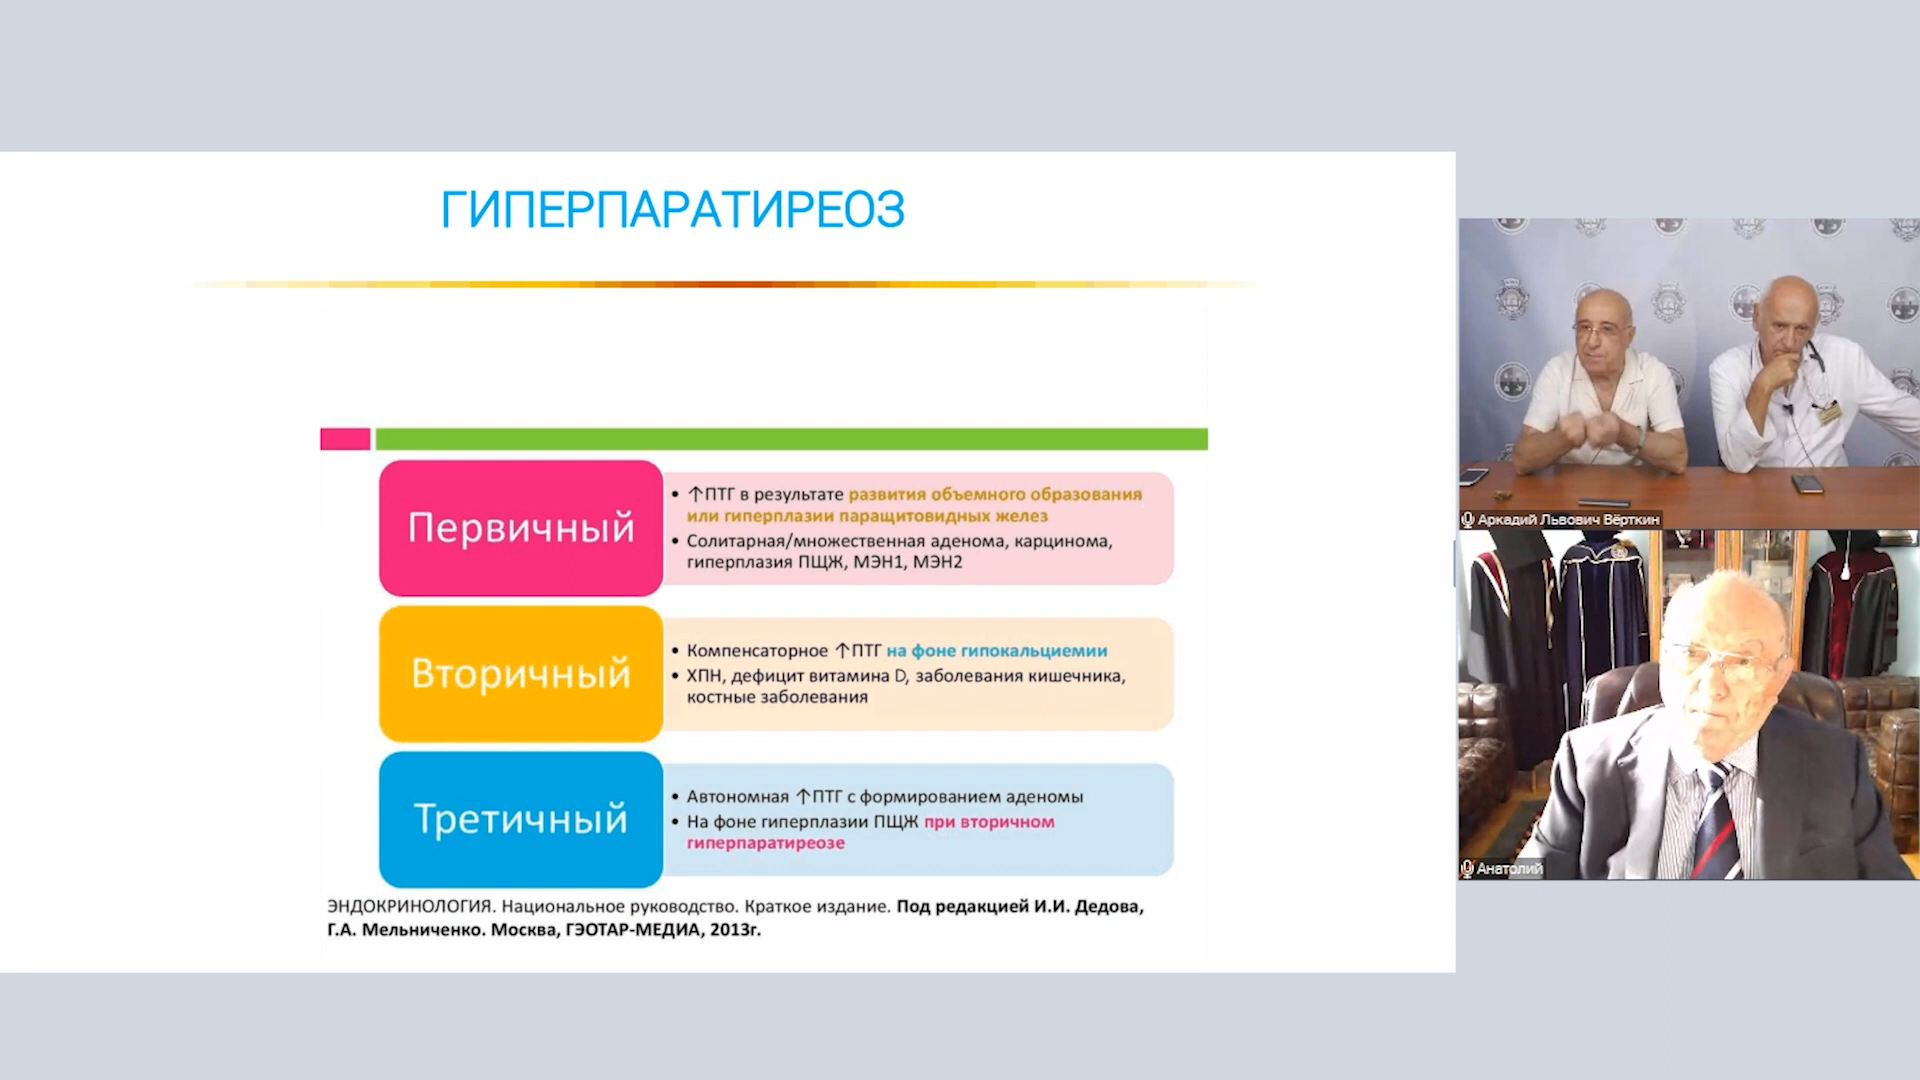 ГИПЕРПАРАТИРЕОЗ
Первичный
• ↑ПТГ в результате развития объемного образования
или гиперплазии паращитовидных желез
• Солитарная/множественная аденома, карцинома,
гиперплазия ПЩЖ, МЭН1, МЭН2
Вторичный
• Компенсаторное ↑ПТГ на фоне гипокальциемии
• ХПН, дефицит витамина D, заболевания кишечника,
костные заболевания
Третичный
• Автономная ↑ПТГ с формированием аденомы
• На фоне гиперплазии ПЩЖ при вторичном
гиперпаратиреозе
ЭНДОКРИНОЛОГИЯ. Национальное руководство. Краткое издание. Под редакцией И.И. Дедова,
Г.А. Мельниченко. Москва, ГЭОТАР-МЕДИА, 2013г.
Аркадий Львович Вёрткин
Анатолий